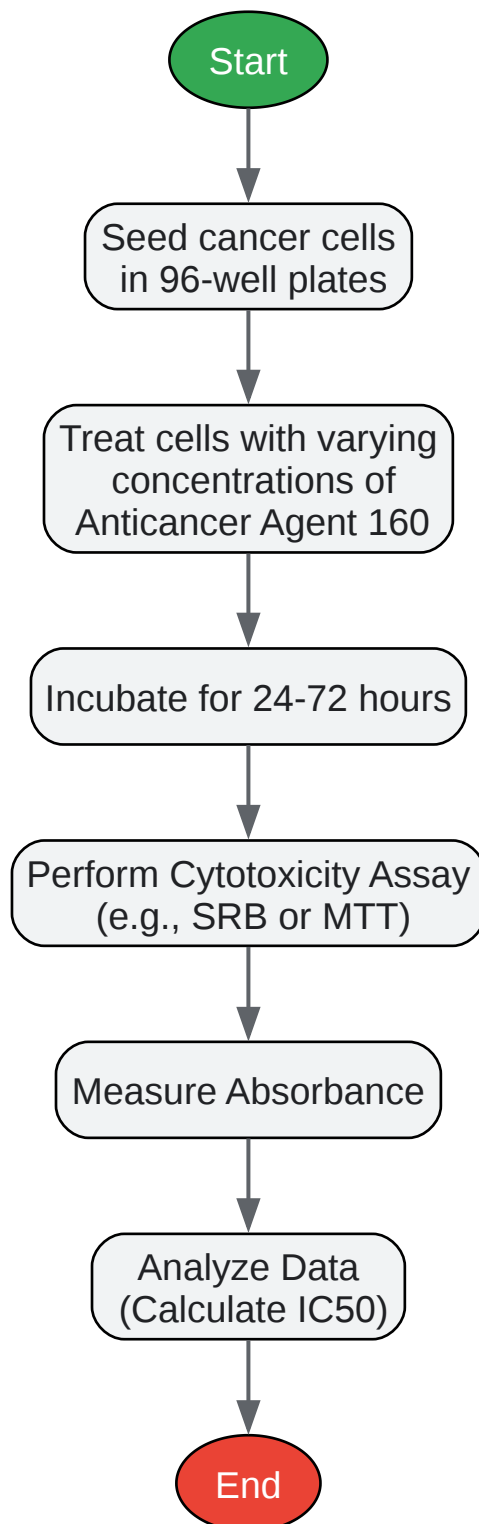 Start
Seed cancer cells
in 96-well plates
Treat cells with varying
concentrations of
Anticancer Agent 160
Incubate for 24-72 hours
Perform Cytotoxicity Assay
(e.g., SRB or MTT)
Measure Absorbance
Analyze Data
(Calculate IC50)
End